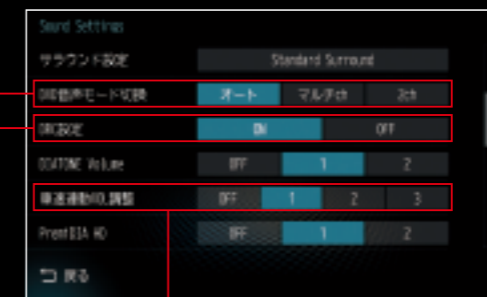 Sound Settings
サラウンド設定 Standard Surround
DVD音声モード切換 オート マルチch 2ch
DRC設定 ON OFF
DIATONE Volume OFF 1 2
車速連動VOL調整 OFF 1 2 3
PremiDIA HD OFF 1 2
戻る